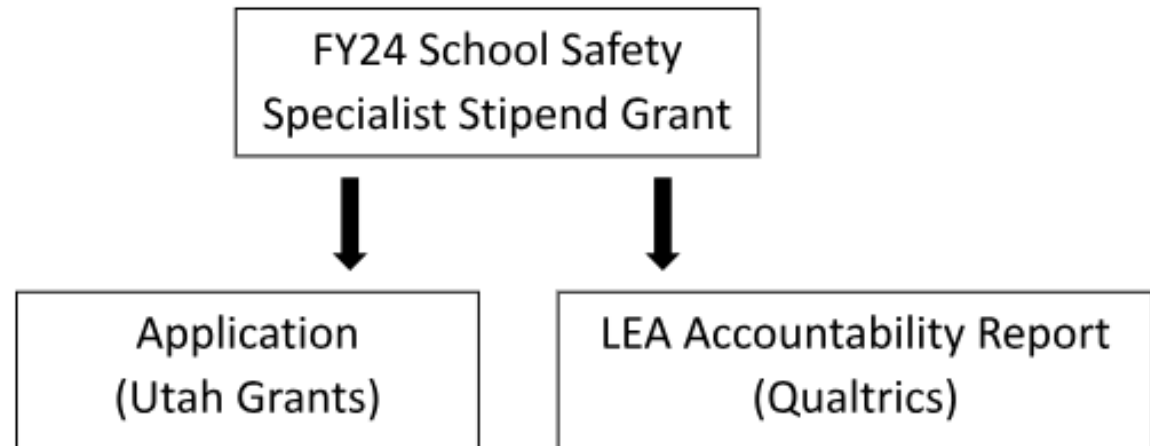 FY24 School Safety
Specialist Stipend Grant
Application
(Utah Grants)
LEA Accountability Report
(Qualtrics)